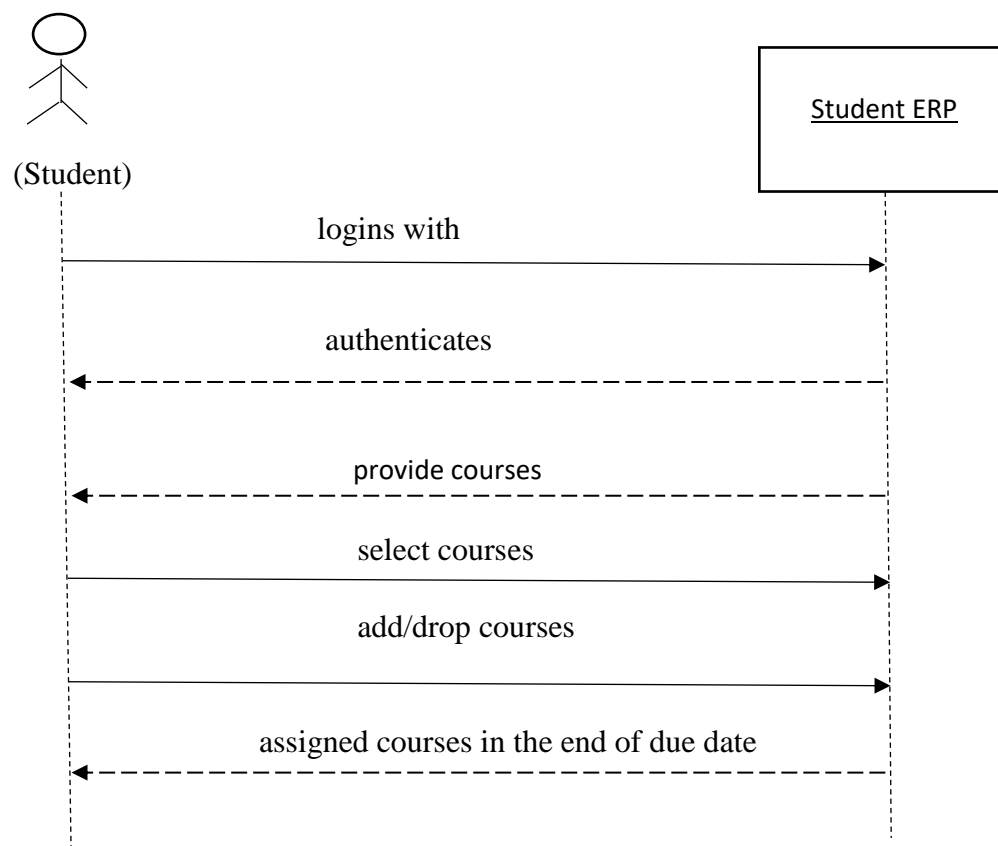 Student ERP
(Student)
logins with
authenticates
provide courses
select courses
add/drop courses
assigned courses in the end of due date